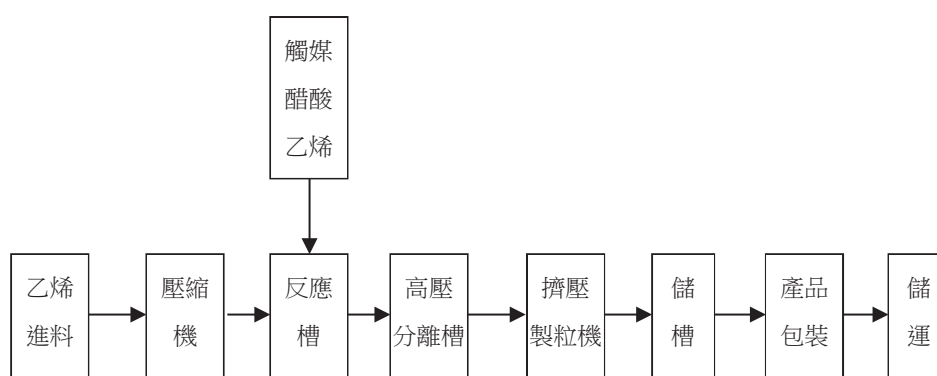 觸媒
醋酸
乙烯
乙烯
進料
壓縮
機
反應
槽
高壓
分離槽
擠壓
製粒機
儲
槽
產品
包裝
儲
運